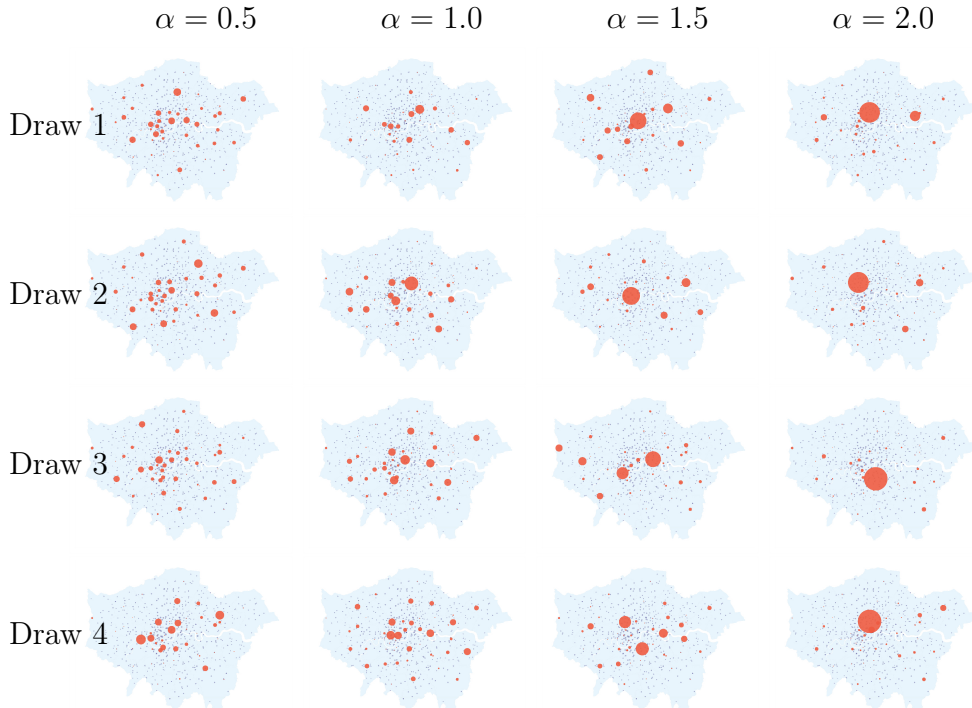 α = 0.5 α = 1.0 α = 1.5 α = 2.0
Draw 1
Draw 2
Draw 3
Draw 4